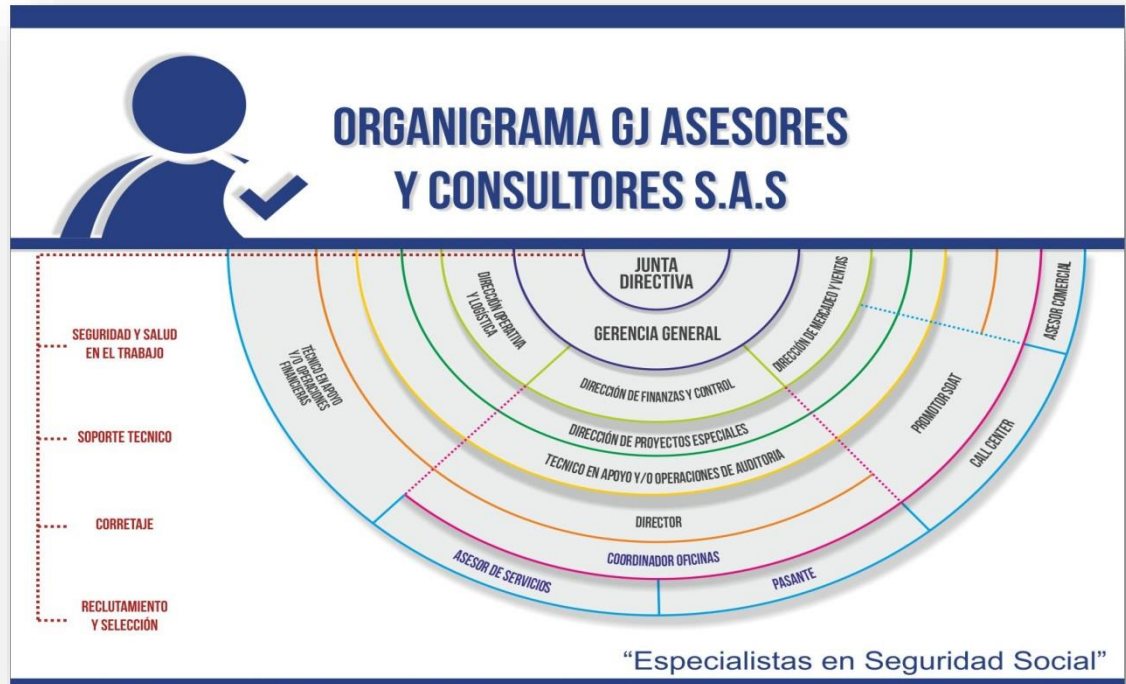 ORGANIGRAMA GJ ASESORES
Y CONSULTORES S.A.S
JUNTA
DIRECTIVA
GERENCIA GENERAL
DIRECCIÓN OPERATIVA
Y LOGÍSTICA
DIRECCIÓN DE FINANZAS Y CONTROL
DIRECCIÓN DE MERCADEO Y VENTAS
DIRECCIÓN DE PROYECTOS ESPECIALES
TECNICO EN APOYO Y/O OPERACIONES DE AUDITORIA
TÉCNICO EN APOYO
Y/O OPERACIONES
FINANCIERAS
DIRECTOR
COORDINADOR OFICINAS
ASESOR DE SERVICIOS
PASANTE
PROMOTOR SOAT
CALL CENTER
ASESOR COMERCIAL
SEGURIDAD Y SALUD
EN EL TRABAJO
SOPORTE TECNICO
CORRETAJE
RECLUTAMIENTO
Y SELECCIÓN
“Especialistas en Seguridad Social”